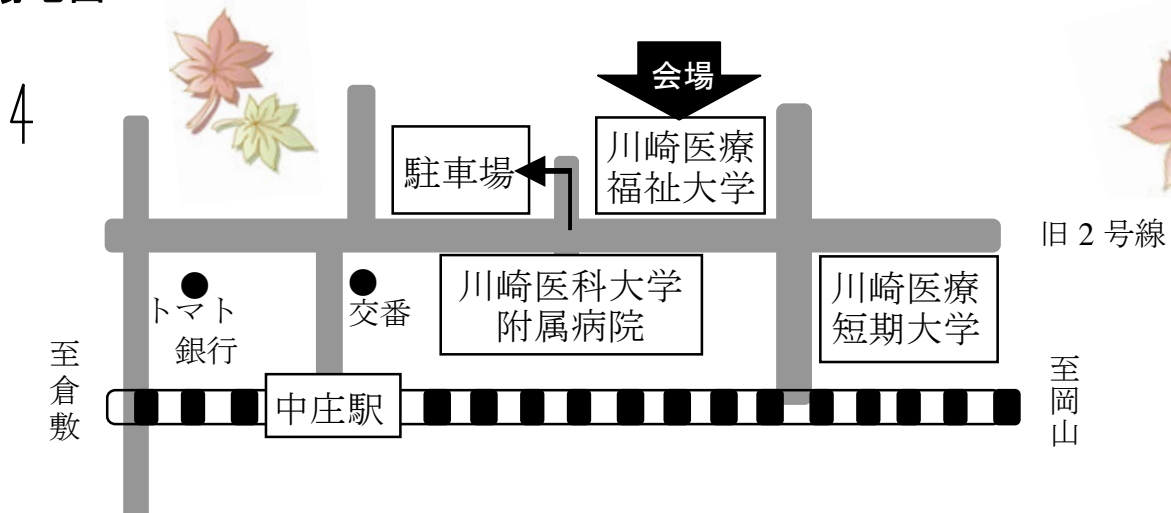 4
会場
駐車場
川崎医療
福祉大学
旧2号線
トマト
銀行
交番
川崎医科大学
附属病院
川崎医療
短期大学
至倉敷
中庄駅
至岡山